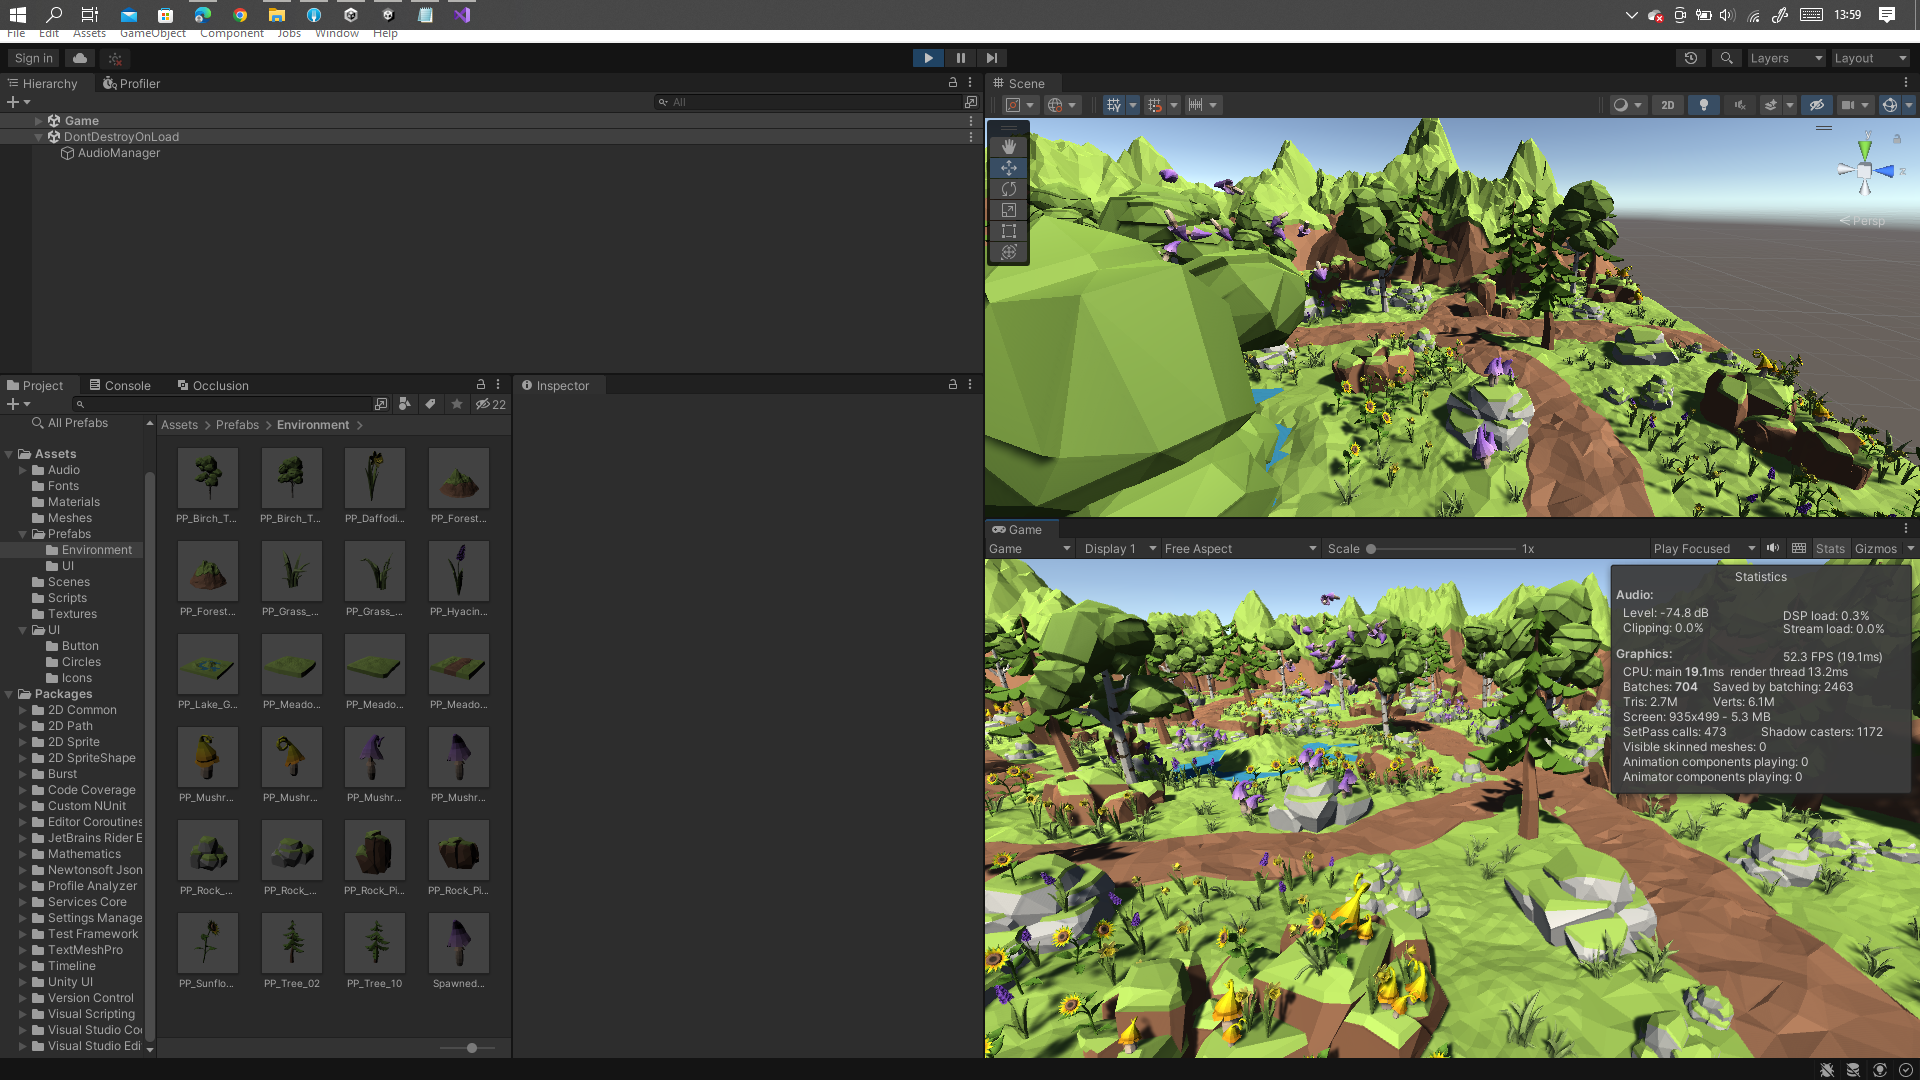 13:59
File Edit Assets GameObject Component Jobs Window Help
Sign in
Layers
Layout
Hierarchy
Profiler
All
Game
DontDestroyOnLoad
AudioManager
Project
Console
Occlusion
22
All Prefabs
Assets
Audio
Fonts
Materials
Meshes
Prefabs
Environment
UI
Scenes
Scripts
Textures
UI
Button
Circles
Icons
Packages
2D Common
2D Path
2D Sprite
2D SpriteShape
Burst
Code Coverage
Custom NUnit
Editor Coroutines
JetBrains Rider E
Mathematics
Newtonsoft Json
Profile Analyzer
Services Core
Settings Manage
Test Framework
TextMeshPro
Timeline
Unity UI
Version Control
Visual Scripting
Visual Studio Co
Visual Studio Edi
Assets > Prefabs > Environment >
PP_Birch_T... PP_Birch_T... PP_Daffodi... PP_Forest...
PP_Forest... PP_Grass_... PP_Grass_... PP_Hyacin...
PP_Lake_G... PP_Meado... PP_Meado... PP_Meado...
PP_Mushr... PP_Mushr... PP_Mushr... PP_Mushr...
PP_Rock_... PP_Rock_... PP_Rock_Pi... PP_Rock_Pi...
PP_Sunflo... PP_Tree_02 PP_Tree_10 Spawned...
Inspector
Scene
2D
y
Persp
Game
Game Display 1 Free Aspect Scale 1x Play Focused Stats Gizmos
Statistics
Audio:
Level: -74.8 dB DSP load: 0.3%
Clipping: 0.0% Stream load: 0.0%
Graphics: 52.3 FPS (19.1ms)
CPU: main 19.1ms render thread 13.2ms
Batches: 704 Saved by batching: 2463
Tris: 2.7M Verts: 6.1M
Screen: 935x499 - 5.3 MB
SetPass calls: 473 Shadow casters: 1172
Visible skinned meshes: 0
Animation components playing: 0
Animator components playing: 0